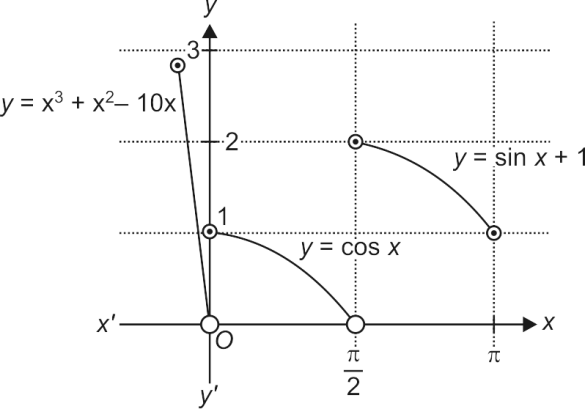 y
3
y = x³ + x² – 10x
2
y = sin x + 1
1
y = cos x
x′
O
x
π
2
π
y′